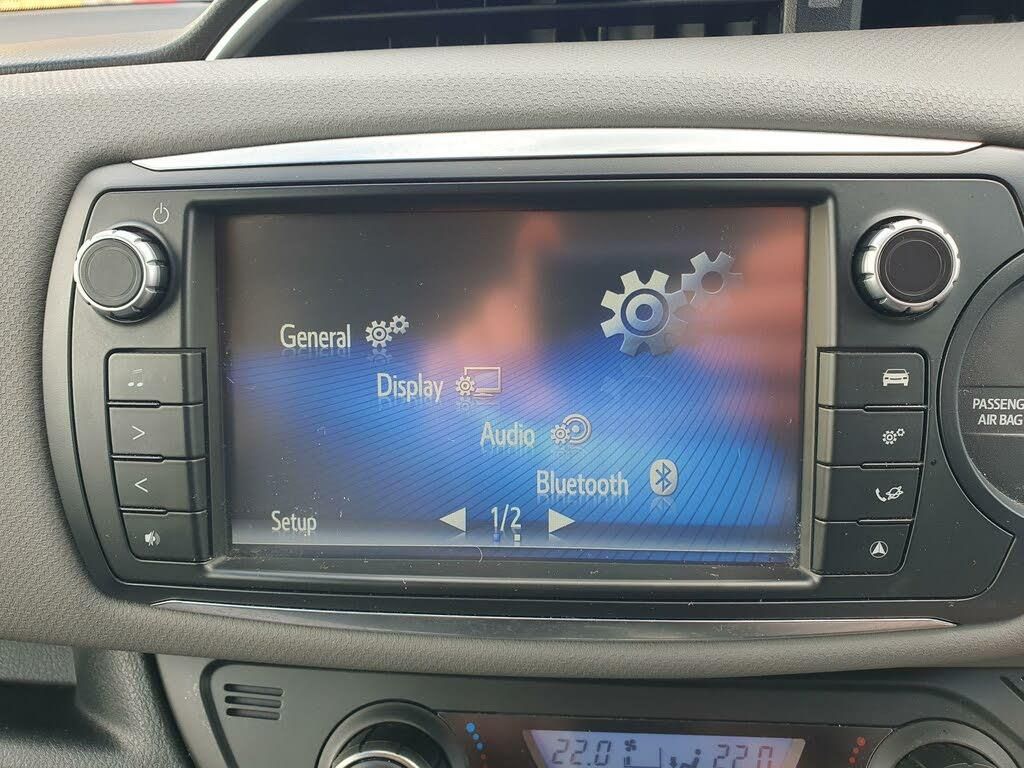 General
Display
Audio
Bluetooth
Setup
1/2
PASSENG
AIR BAG
22.0
22.0